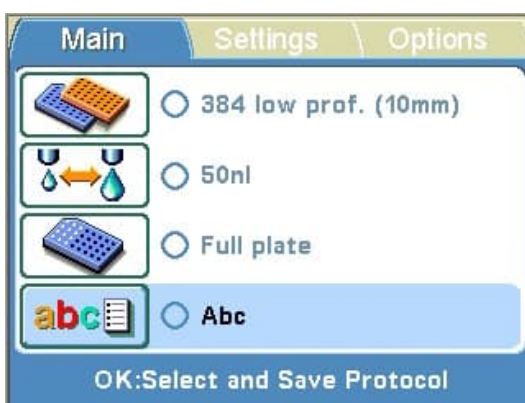 Main Settings Options
384 low prof. (10mm)
50nl
Full plate
abc Abc
OK:Select and Save Protocol